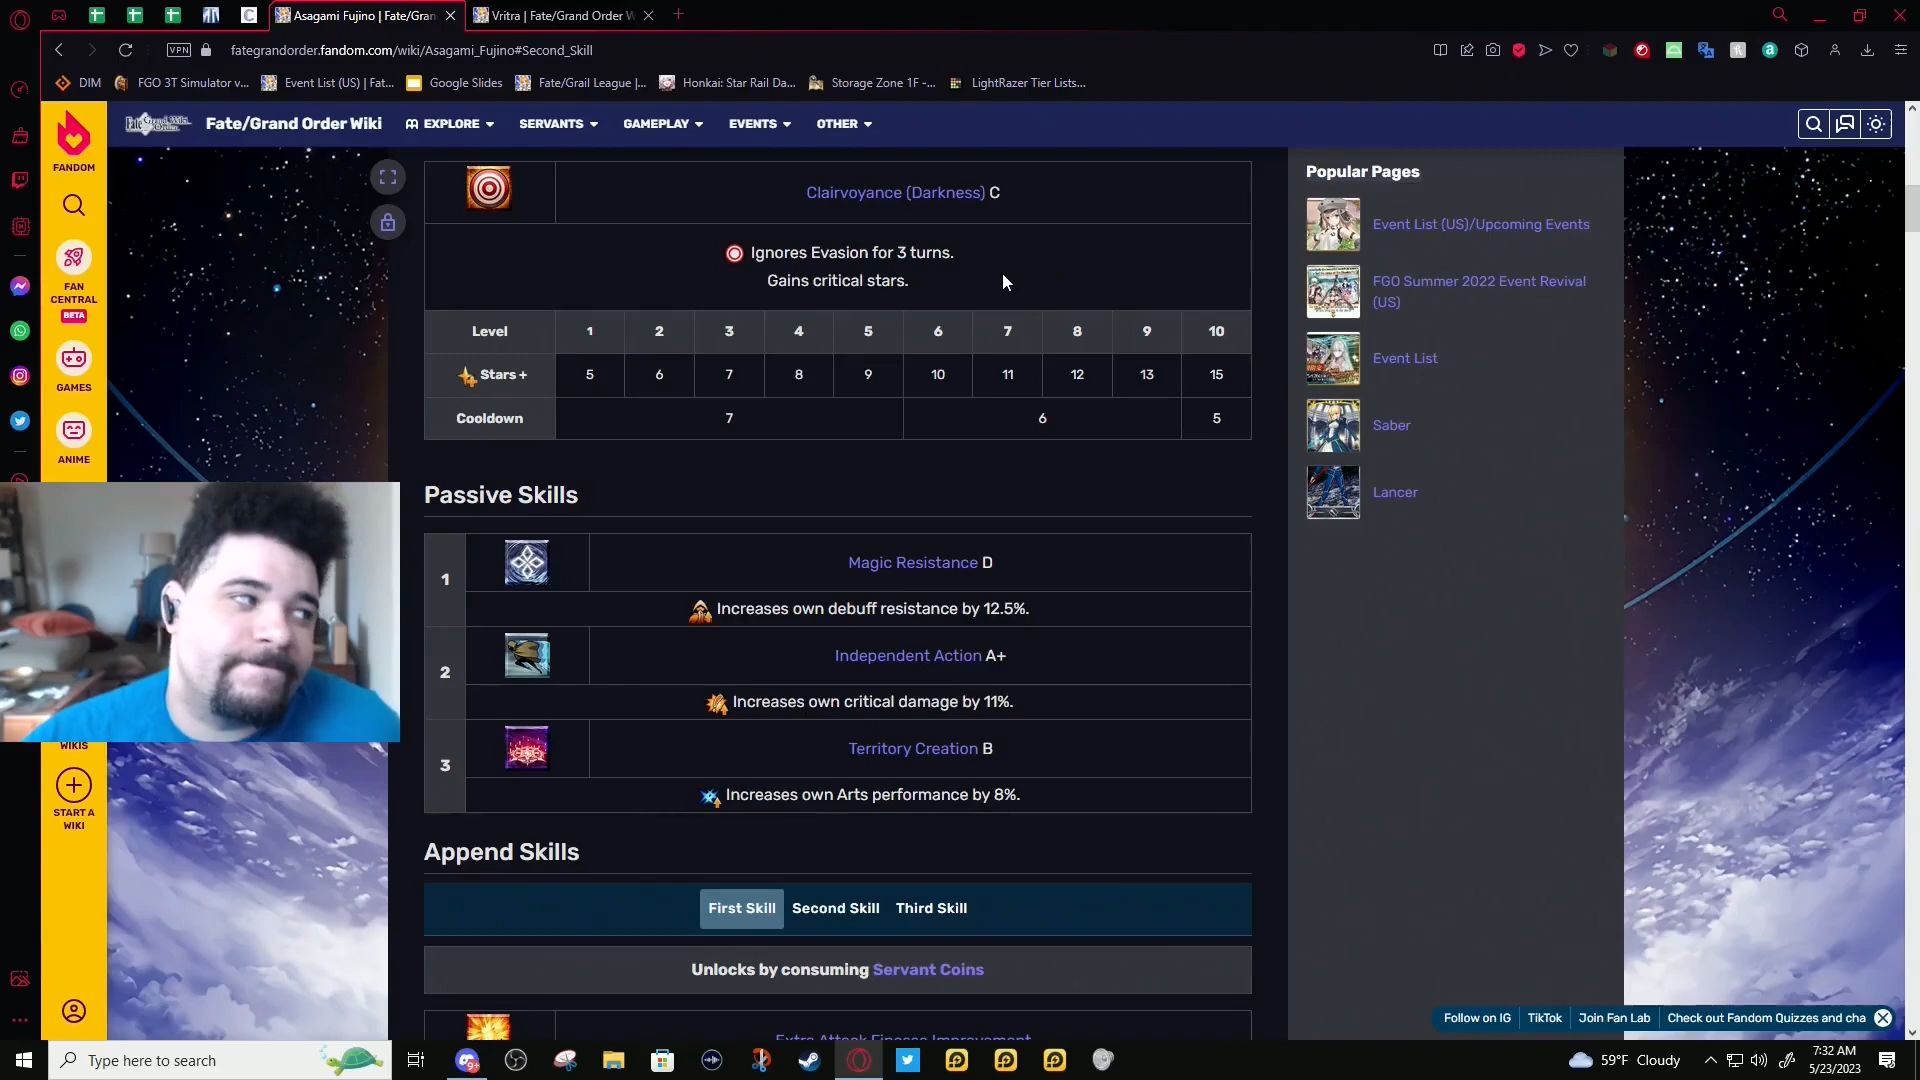 Asagami Fujino | Fate/Gran
Vritra | Fate/Grand Order W
VPN
fategrandorder.fandom.com/wiki/Asagami_Fujino#Second_Skill
DIM
FGO 3T Simulator v...
Event List (US) | Fat...
Google Slides
Fate/Grail League |...
Honkai: Star Rail Da...
Storage Zone 1F -...
LightRazer Tier Lists...
FANDOM
Fate/Grand Order Wiki
EXPLORE
SERVANTS
GAMEPLAY
EVENTS
OTHER
FAN
CENTRAL
BETA
GAMES
ANIME
WIKIS
START A
WIKI
Clairvoyance (Darkness) C
Ignores Evasion for 3 turns.
Gains critical stars.
Level 1 2 3 4 5 6 7 8 9 10
Stars + 5 6 7 8 9 10 11 12 13 15
Cooldown 7 6 5
Passive Skills
1
Magic Resistance D
Increases own debuff resistance by 12.5%.
2
Independent Action A+
Increases own critical damage by 11%.
3
Territory Creation B
Increases own Arts performance by 8%.
Append Skills
First Skill Second Skill Third Skill
Unlocks by consuming Servant Coins
Extra Attack Finesse Improvement
Popular Pages
Event List (US)/Upcoming Events
FGO Summer 2022 Event Revival
(US)
Event List
Saber
Lancer
Follow on IG
TikTok
Join Fan Lab
Check out Fandom Quizzes and cha
Type here to search
59°F Cloudy
7:32 AM
5/23/2023